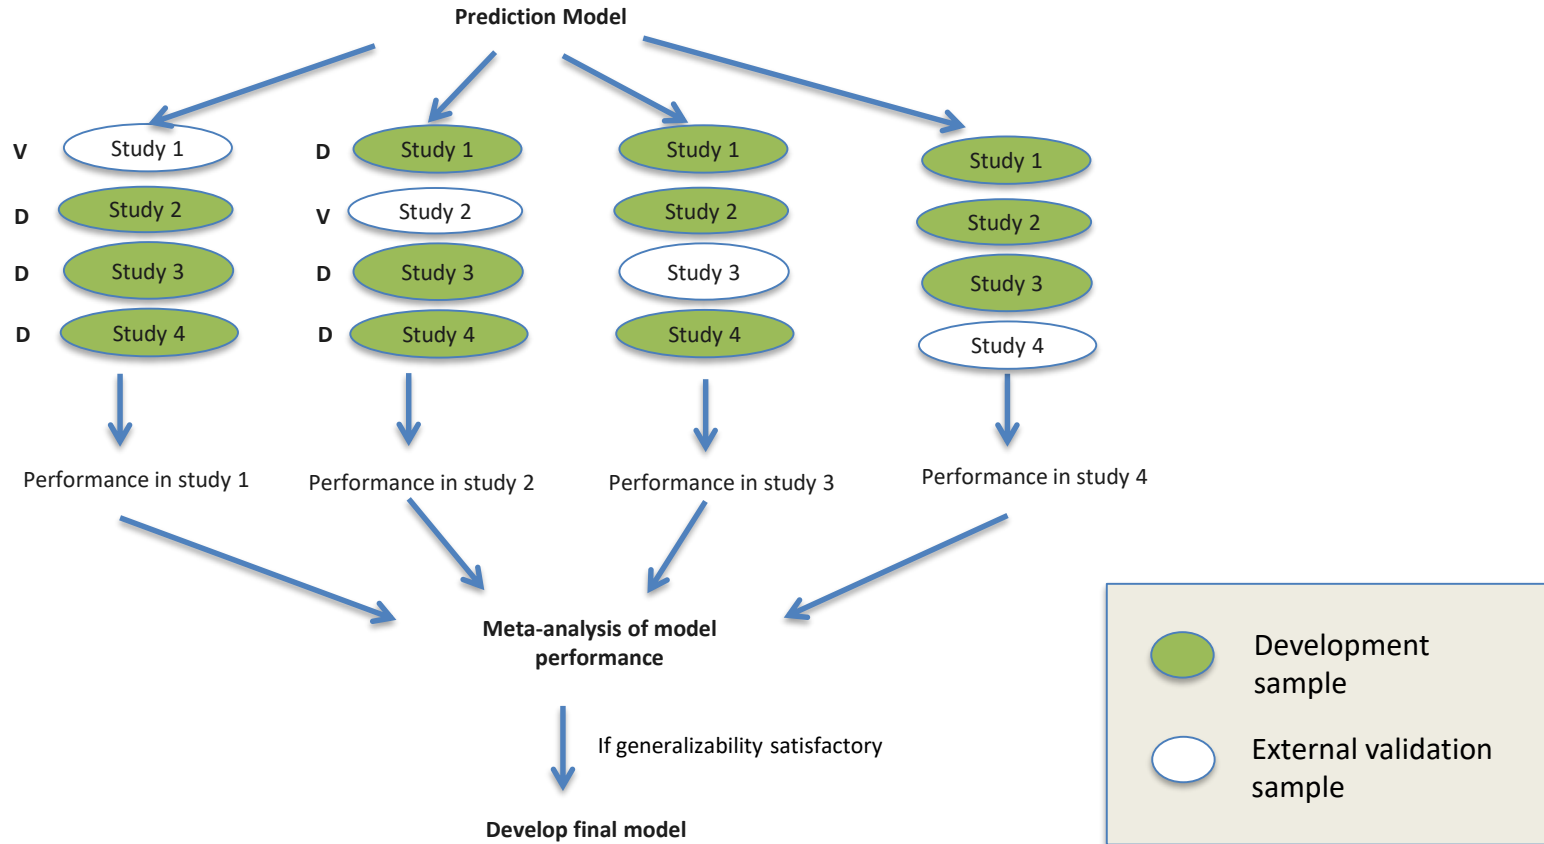 Prediction Model
V
Study 1
D
Study 2
D
Study 3
D
Study 4
D
Study 1
V
Study 2
D
Study 3
D
Study 4
Study 1
Study 2
Study 3
Study 4
Study 1
Study 2
Study 3
Study 4
Performance in study 1
Performance in study 2
Performance in study 3
Performance in study 4
Meta-analysis of model
performance
If generalizability satisfactory
Develop final model
Development
sample
External validation
sample